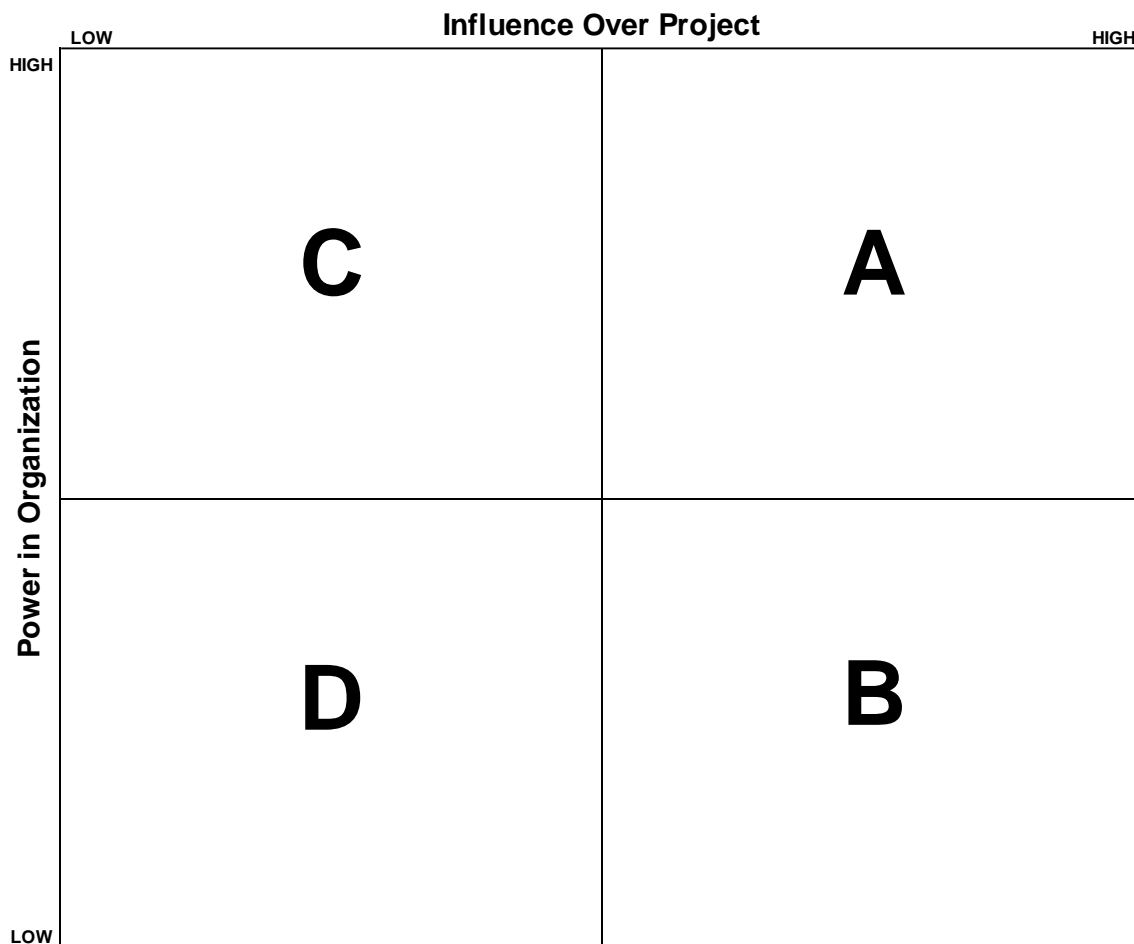 Influence Over Project
LOW
HIGH
HIGH
C
A
Power in Organization
D
B
LOW